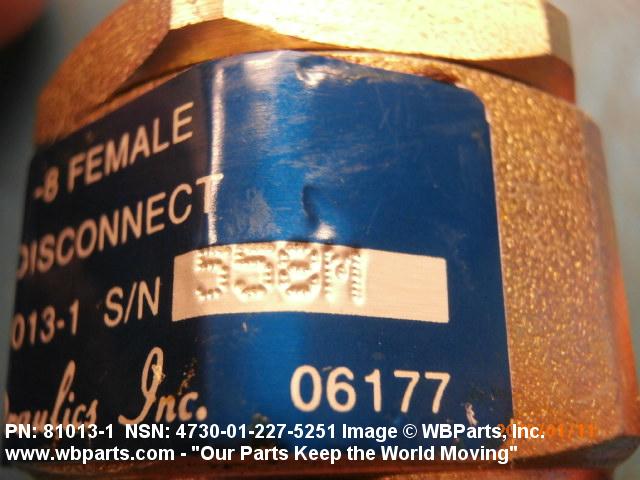 -8 FEMALE
DISCONNECT
013-1 S/N
raulics Inc.
06177
PN: 81013-1 NSN: 4730-01-227-5251 Image © WBParts, Inc.
www.wbparts.com - "Our Parts Keep the World Moving"